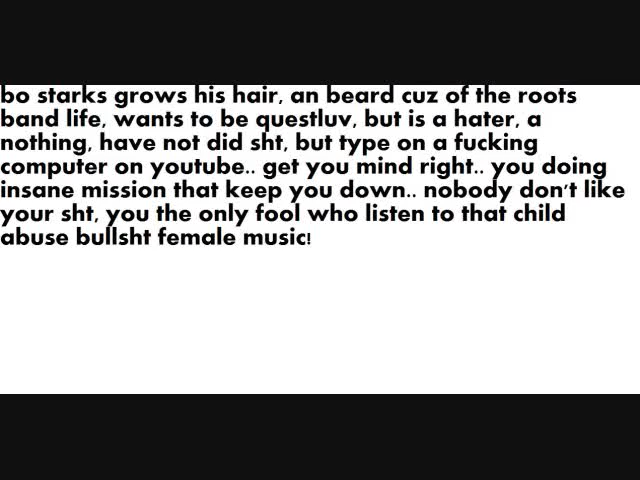 bo starks grows his hair, an beard cuz of the roots
band life, wants to be questluv, but is a hater, a
nothing, have not did sht, but type on a fucking
computer on youtube.. get you mind right.. you doing
insane mission that keep you down.. nobody don't like
your sht, you the only fool who listen to that child
abuse bullsht female music!